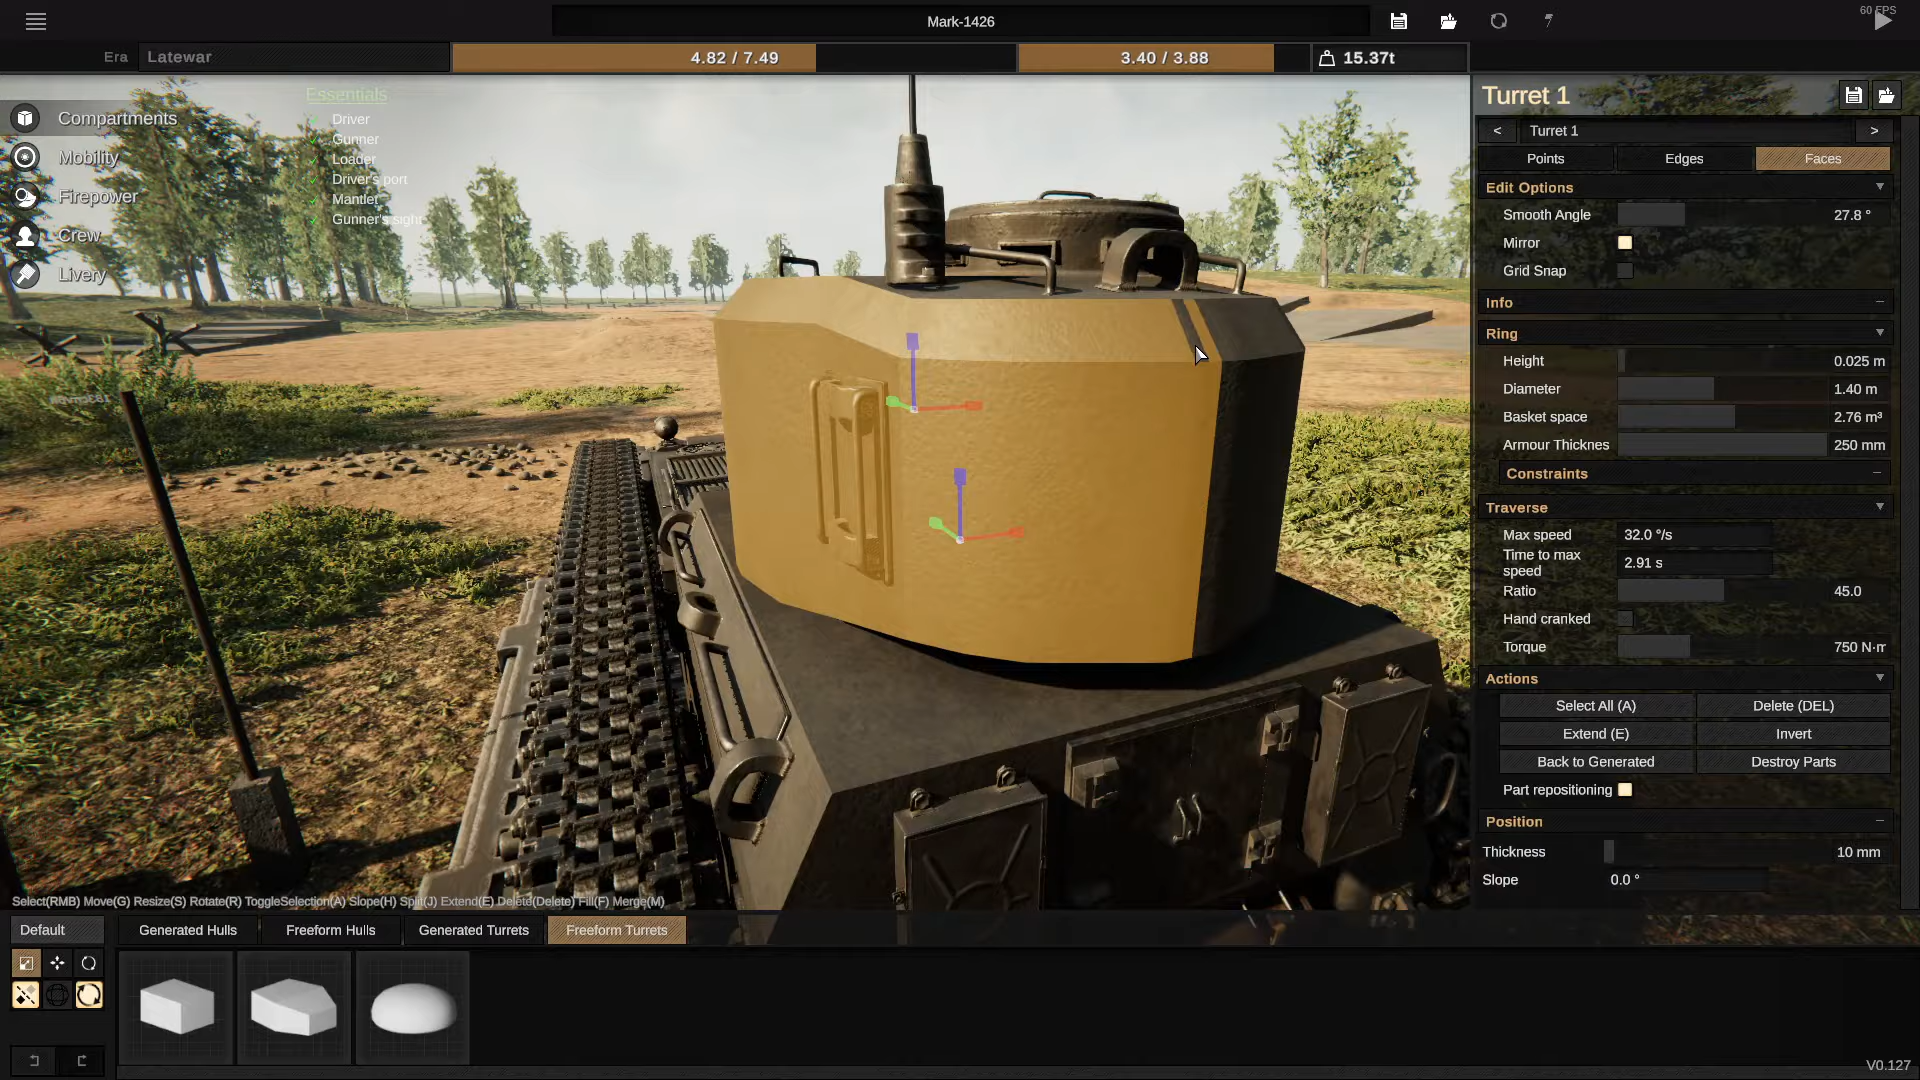 60 FPS
Mark-1426
Era Latewar 4.82 / 7.49 3.40 / 3.88 15.37t
Essentials
Driver
Gunner
Loader
Driver's port
Mantlet
Gunner's sight
Compartments
Mobility
Firepower
Crew
Livery
Turret 1
< Turret 1 >
Points Edges Faces
Edit Options
Smooth Angle 27.8 °
Mirror
Grid Snap
Info
Ring
Height 0.025 m
Diameter 1.40 m
Basket space 2.76 m³
Armour Thicknes 250 mm
Constraints
Traverse
Max speed 32.0 °/s
Time to max speed 2.91 s
Ratio 45.0
Hand cranked
Torque 750 N·m
Actions
Select All (A) Delete (DEL)
Extend (E) Invert
Back to Generated Destroy Parts
Part repositioning
Position
Thickness 10 mm
Slope 0.0 °
Select(RMB) Move(G) Resize(S) Rotate(R) ToggleSelection(A) Slope(H) Split(J) Extend(E) Delete(Delete) Fill(F) Merge(M)
Default Generated Hulls Freeform Hulls Generated Turrets Freeform Turrets
V0.127